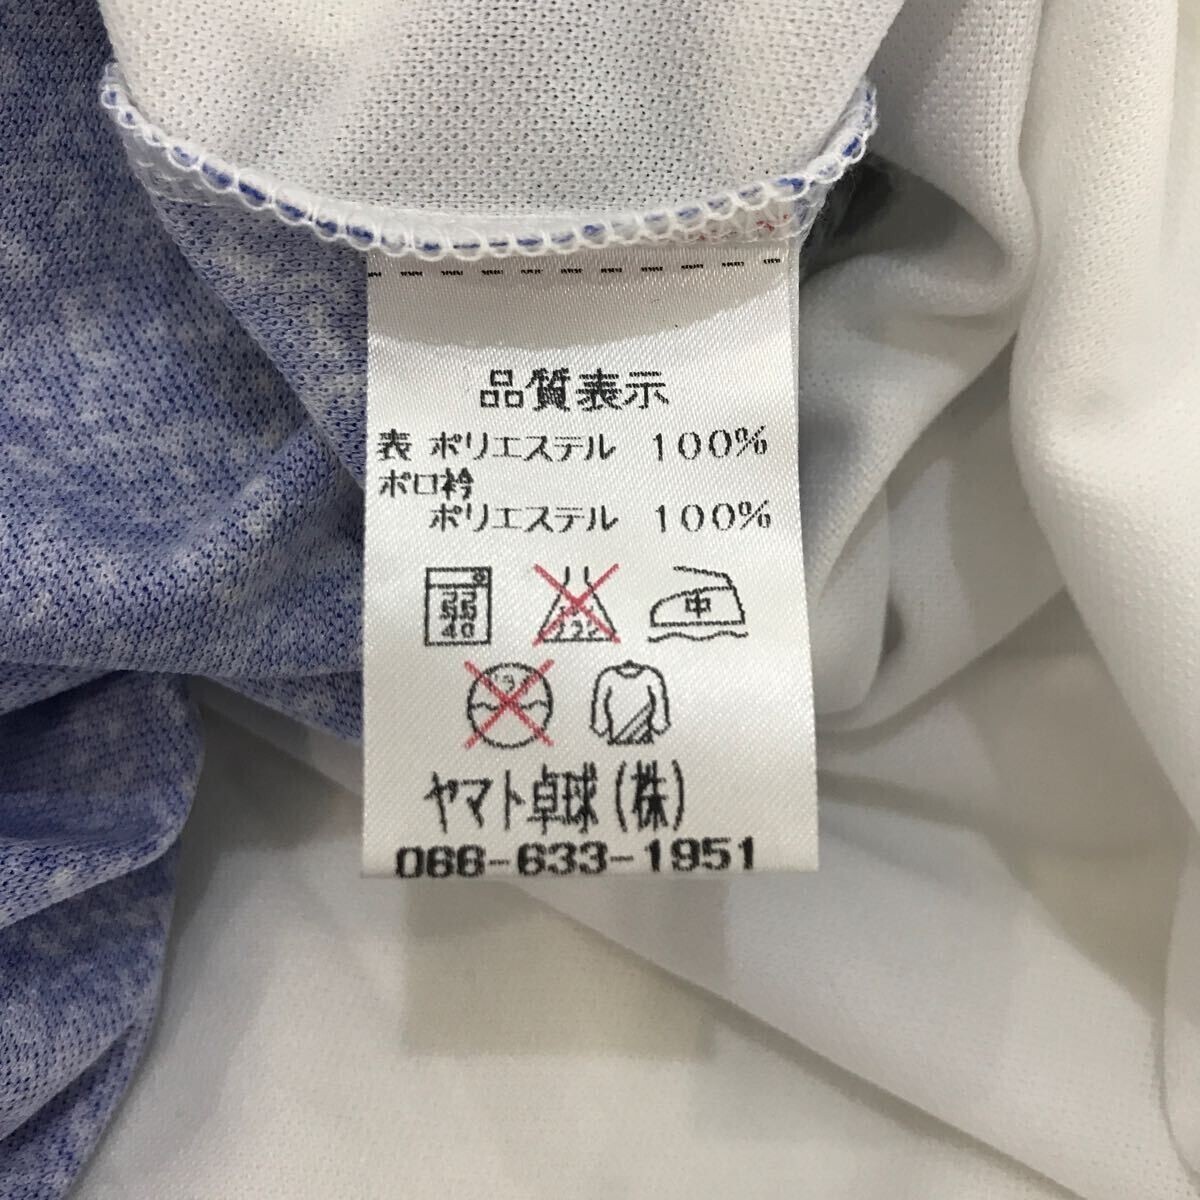 品質表示
表 ポリエステル 100%
ポロ衿
ポリエステル 100%
40
中
ヤマト卓球(株)
066-633-1951